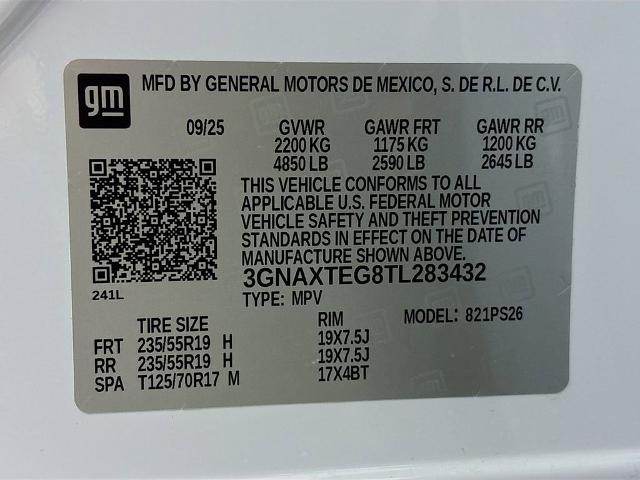 gm MFD BY GENERAL MOTORS DE MEXICO, S. DE R.L. DE C.V.
09/25 GVWR GAWR FRT GAWR RR
2200 KG 1175 KG 1200 KG
4850 LB 2590 LB 2645 LB
THIS VEHICLE CONFORMS TO ALL
APPLICABLE U.S. FEDERAL MOTOR
VEHICLE SAFETY AND THEFT PREVENTION
STANDARDS IN EFFECT ON THE DATE OF
MANUFACTURE SHOWN ABOVE.
3GNAXTEG8TL283432
241L TYPE: MPV
TIRE SIZE RIM MODEL: 821PS26
FRT 235/55R19 H 19X7.5J
RR 235/55R19 H 19X7.5J
SPA T125/70R17 M 17X4BT